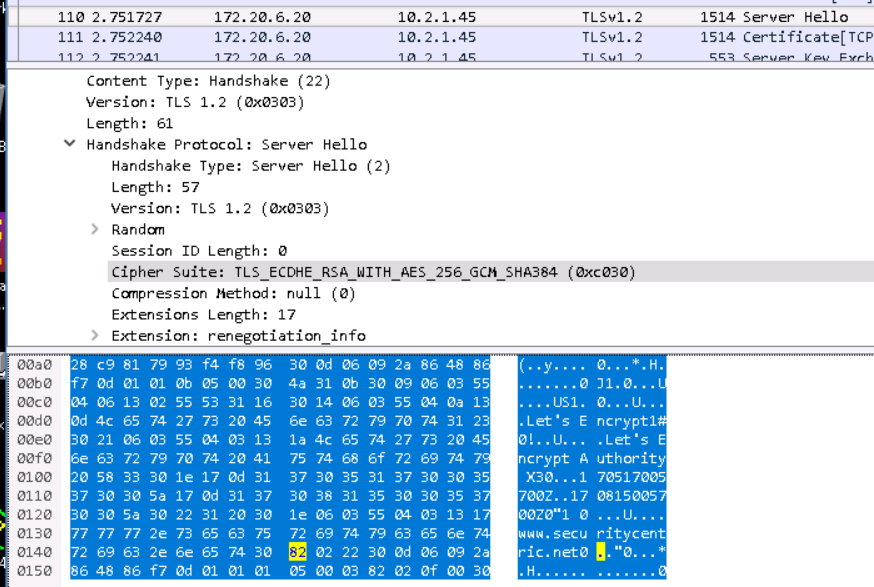 110 2.751727 172.20.6.20 10.2.1.45 TLSv1.2 1514 Server Hello
111 2.752240 172.20.6.20 10.2.1.45 TLSv1.2 1514 Certificate[TCP
112 2.752241 172.20.6.20 10.2.1.45 TLSv1.2 553 Server Key Exch
Content Type: Handshake (22)
Version: TLS 1.2 (0x0303)
Length: 61
Handshake Protocol: Server Hello
Handshake Type: Server Hello (2)
Length: 57
Version: TLS 1.2 (0x0303)
Random
Session ID Length: 0
Cipher Suite: TLS_ECDHE_RSA_WITH_AES_256_GCM_SHA384 (0xc030)
Compression Method: null (0)
Extensions Length: 17
Extension: renegotiation_info
00a0 28 c9 81 79 93 f4 f8 96 30 0d 06 09 2a 86 48 86 (..y.... 0...*.H.
00b0 f7 0d 01 01 0b 05 00 30 4a 31 0b 30 09 06 03 55 .......0 J1.0...U
00c0 04 06 13 02 55 53 31 16 30 14 06 03 55 04 0a 13 ....US1. 0...U...
00d0 0d 4c 65 74 27 73 20 45 6e 63 72 79 70 74 31 23 .Let's E ncrypt1#
00e0 30 21 06 03 55 04 03 13 1a 4c 65 74 27 73 20 45 0!..U... .Let's E
00f0 6e 63 72 79 70 74 20 41 75 74 68 6f 72 69 74 79 ncrypt A uthority
0100 20 58 33 30 1e 17 0d 31 37 30 35 31 37 30 30 35 X30...1 70517005
0110 37 30 30 5a 17 0d 31 37 30 38 31 35 30 30 35 37 700Z..17 08150057
0120 30 30 5a 30 22 31 20 30 1e 06 03 55 04 03 13 17 00Z0"1 0 ...U....
0130 77 77 77 2e 73 65 63 75 72 69 74 79 63 65 6e 74 www.secu ritycent
0140 72 69 63 2e 6e 65 74 30 82 02 22 30 0d 06 09 2a ric.net0 .."0...*
0150 86 48 86 f7 0d 01 01 01 05 00 03 82 02 0f 00 30 .H...... .......0